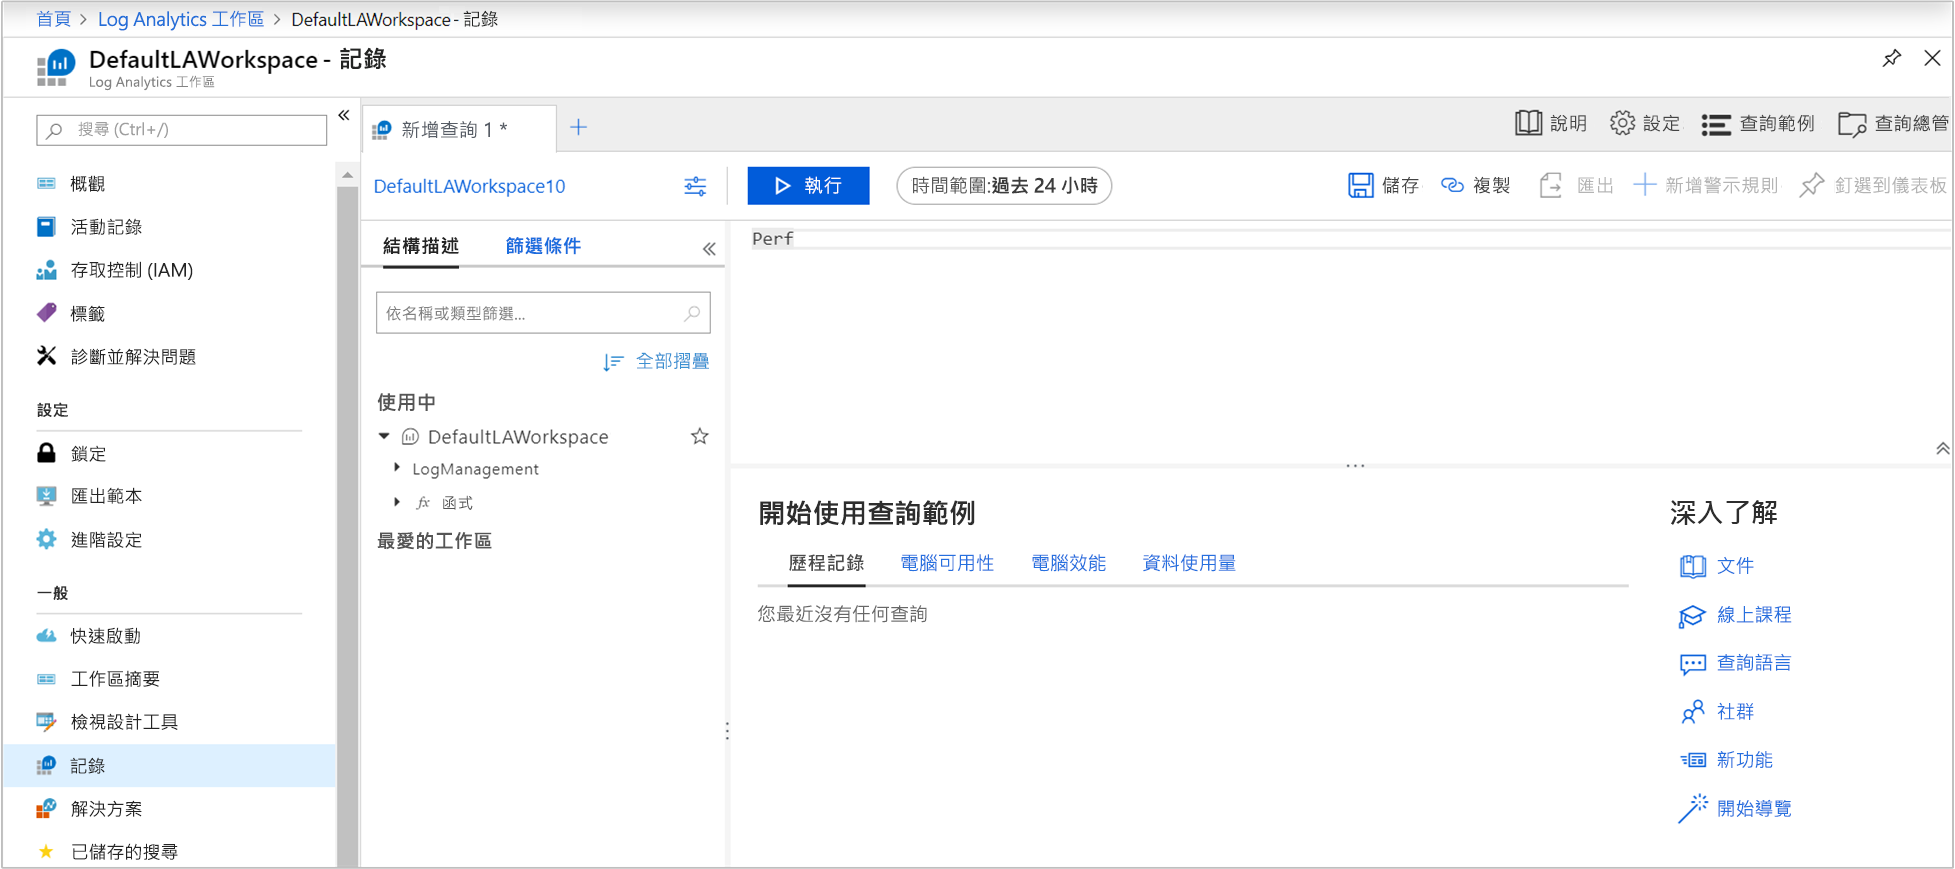 首頁 > Log Analytics 工作區 > DefaultLAWorkspace - 記錄
DefaultLAWorkspace - 記錄
Log Analytics 工作區
搜尋 (Ctrl+/)
概觀
活動記錄
存取控制 (IAM)
標籤
診斷並解決問題
設定
鎖定
匯出範本
進階設定
一般
快速啟動
工作區摘要
檢視設計工具
記錄
解決方案
已儲存的搜尋
新增查詢 1 *
說明
設定
查詢範例
查詢總管
DefaultLAWorkspace10
執行
時間範圍:過去 24 小時
儲存
複製
匯出
新增警示規則
釘選到儀表板
結構描述
篩選條件
依名稱或類型篩選...
全部摺疊
使用中
DefaultLAWorkspace
LogManagement
fx 函式
最愛的工作區
Perf
開始使用查詢範例
歷程記錄
電腦可用性
電腦效能
資料使用量
您最近沒有任何查詢
深入了解
文件
線上課程
查詢語言
社群
新功能
開始導覽